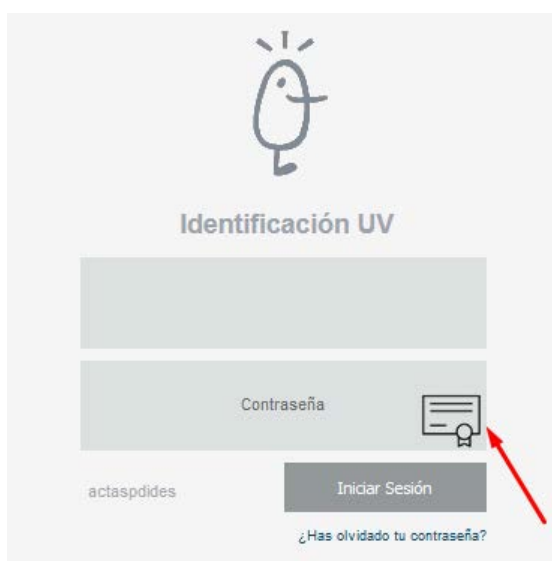 Identificación UV
Contraseña
actaspdides
Iniciar Sesión
¿Has olvidado tu contraseña?